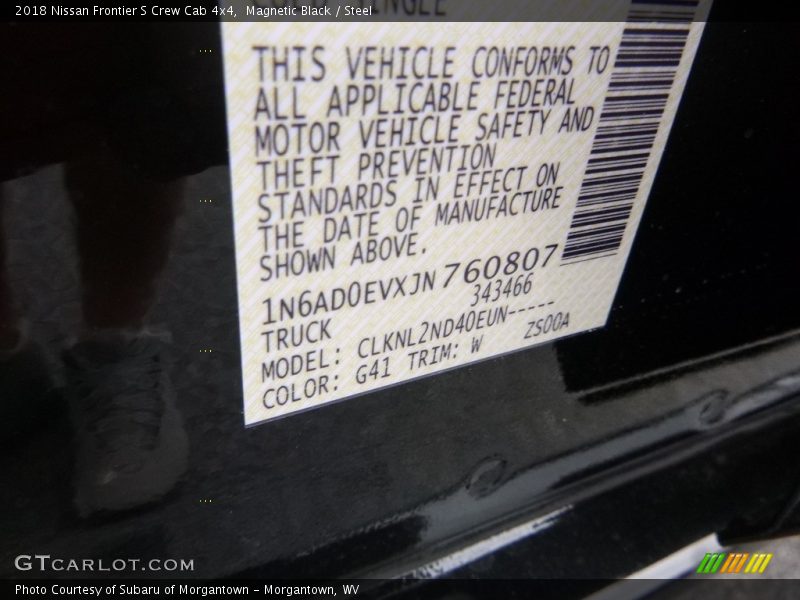 2018 Nissan Frontier S Crew Cab 4x4,  Magnetic Black / Steel
THIS VEHICLE CONFORMS TO
ALL APPLICABLE FEDERAL
MOTOR VEHICLE SAFETY AND
THEFT PREVENTION
STANDARDS IN EFFECT ON
THE DATE OF MANUFACTURE
SHOWN ABOVE.
1N6AD0EVXJN760807
343466
TRUCK
MODEL: CLKNL2ND40EUN-----
COLOR: G41 TRIM: W ZS00A
GTCARLOT.COM
Photo Courtesy of Subaru of Morgantown - Morgantown, WV